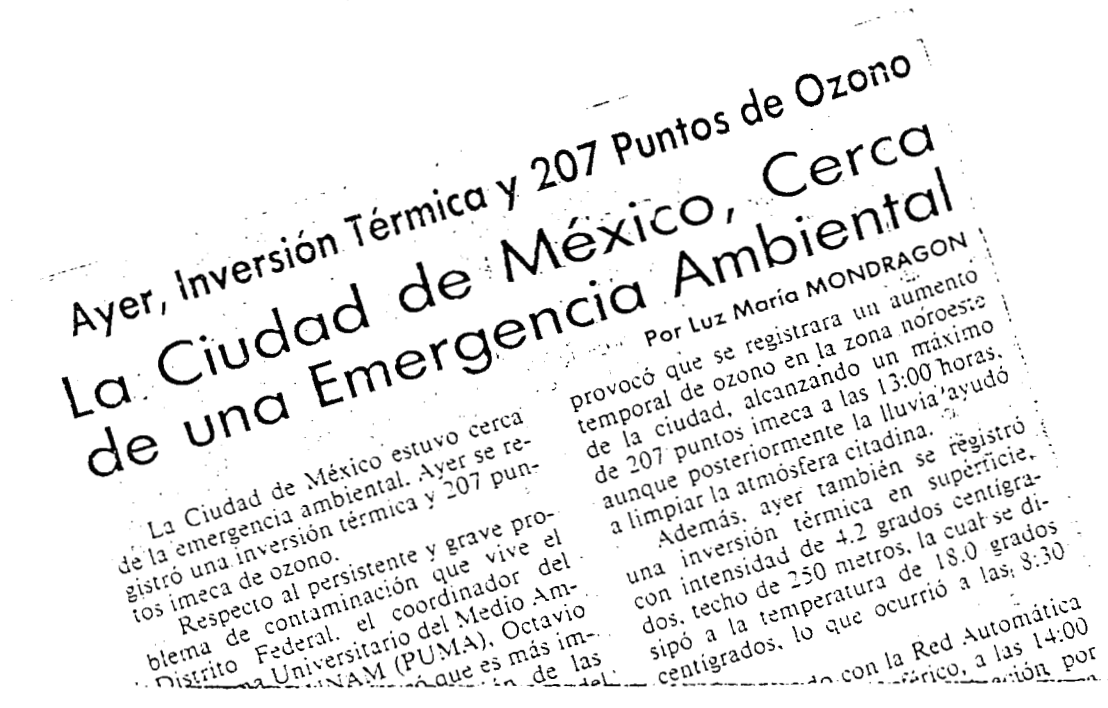 Ayer, Inversión Térmica y 207 Puntos de Ozono
La Ciudad de México, Cerca
de una Emergencia Ambiental
Por Luz María MONDRAGON
La Ciudad de México estuvo cerca
de la emergencia ambiental. Ayer se re-
gistró una inversión térmica y 207 pun-
tos imeca de ozono.
Respecto al persistente y grave pro-
blema de contaminación que vive el
Distrito Federal, el coordinador del
Universitario del Medio Am-
(PUMA), Octavio
que es más im-
de las
provocó que se registrara un aumento
temporal de ozono en la zona noroeste
de la ciudad, alcanzando un máximo
de 207 puntos imeca a las 13:00 horas,
aunque posteriormente la lluvia ayudó
a limpiar la atmósfera citadina.
Además, ayer también se registró
una inversión térmica en superficie,
con intensidad de 4.2 grados centígra-
dos, techo de 250 metros, la cual se di-
sipó a la temperatura de 18.0 grados
centígrados, lo que ocurrió a las 8:30
con la Red Automática
a las 14:00
por